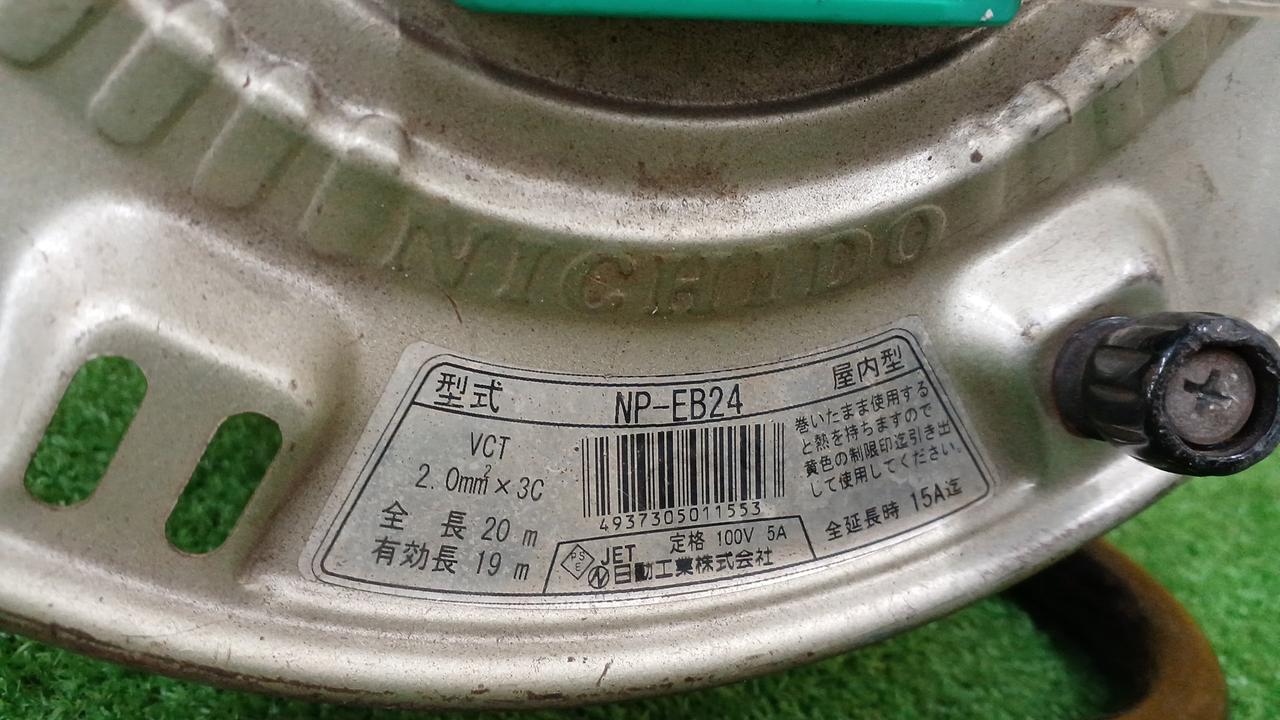 NICHIDO
型式 NP-EB24 屋内型
VCT
2.0mm²×3C
全 長 20 m
有効長 19 m
4937305011553
巻いたまま使用する
と熱を持ちますので
黄色の制限印迄引き出
して使用してください。
全延長時 15A迄
PSE JET 定格 100V 5A
N 日動工業株式会社